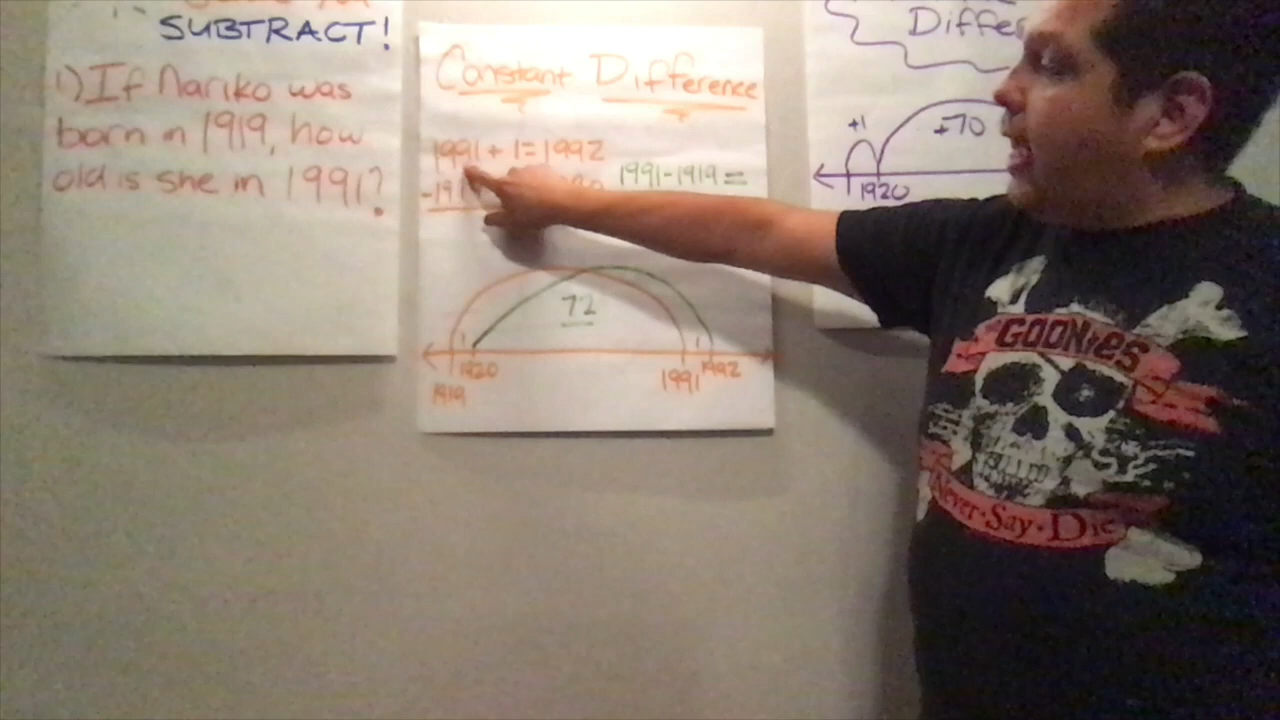 SUBTRACT!
1) If Nariko was
born in 1919, how
old is she in 1991?
Constant Difference
1991 + 1 = 1992
1991-1919 =
72
1920
1919
1991
1992
+1
+70
1920
GOONIES
Never · Say · Die